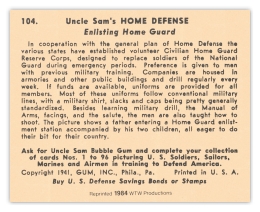 104.
Uncle Sam's HOME DEFENSE
Enlisting Home Guard
In cooperation with the general plan of Home Defense the
various states have established volunteer Civilian Home Guard
Reserve Corps, designed to replace soldiers of the National
Guard during emergency periods. Preference is given to men
with previous military training. Companies are housed in
armories and other public buildings and drill regularly every
week. If funds are available, uniforms are provided for all
members. Most of these uniforms follow conventional military
lines, with a military shirt, slacks and caps being pretty generally
standardized. Besides learning military drill, the Manual of
Arms, facings, and the salute, the men are also taught how to
shoot. The picture shows a father entering a Home Guard enlist-
ment station accompanied by his two children, all eager to do
their bit for their country.
Ask for Uncle Sam Bubble Gum and complete your collection
of cards Nos. 1 to 96 picturing U. S. Soldiers, Sailors,
Marines and Airmen in training to Defend America.
Copyright 1941, GUM, INC., Phila., Pa. Printed in U. S. A.
Buy U. S. Defense Savings Bonds or Stamps
Reprinted 1984 WTW Productions